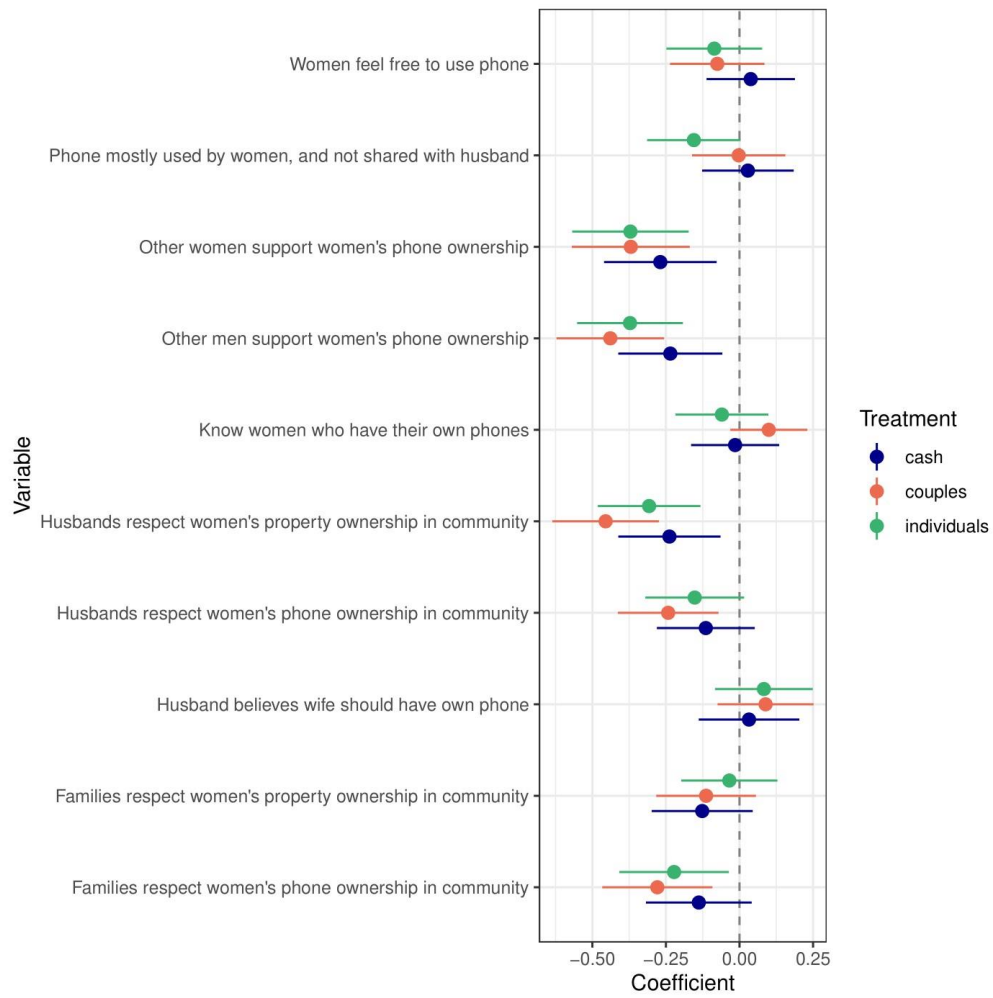 Women feel free to use phone
Phone mostly used by women, and not shared with husband
Other women support women's phone ownership
Other men support women's phone ownership
Know women who have their own phones
Husbands respect women's property ownership in community
Husbands respect women's phone ownership in community
Husband believes wife should have own phone
Families respect women's property ownership in community
Families respect women's phone ownership in community
Variable
−0.50 −0.25 0.00 0.25
Coefficient
Treatment
cash
couples
individuals